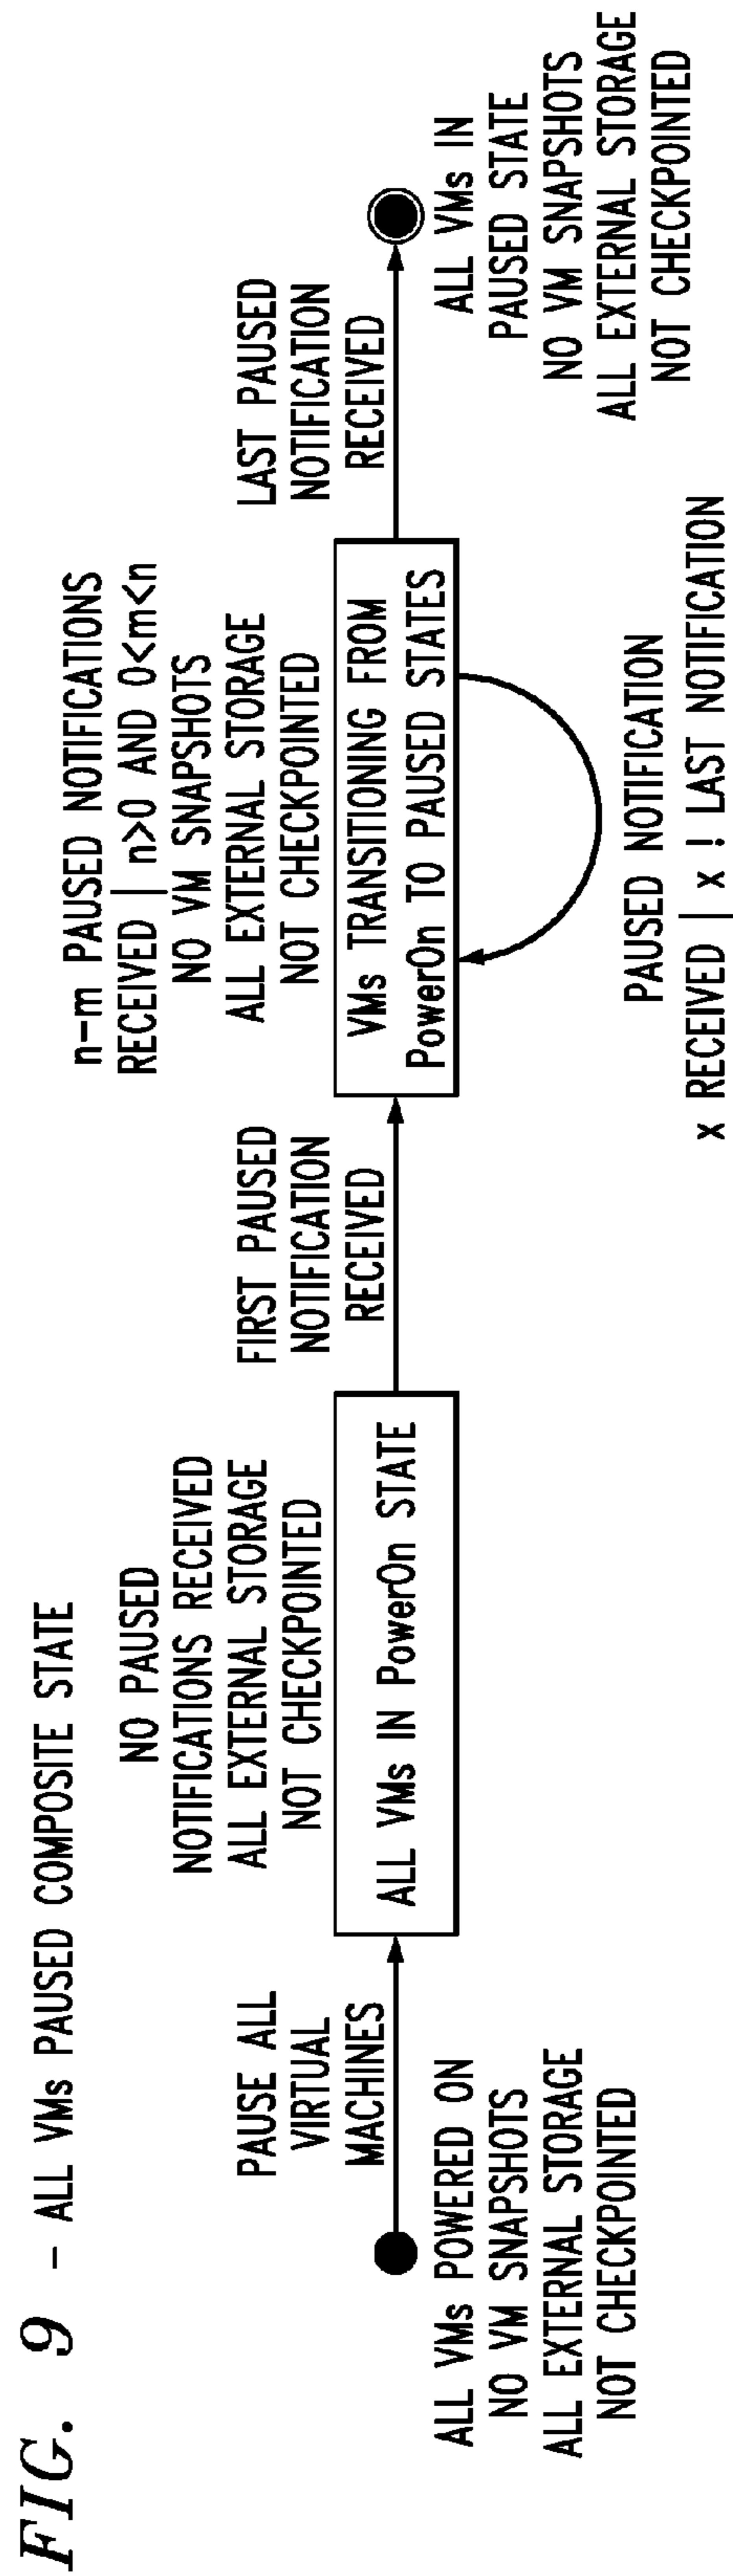 FIG. 9 - ALL VMs PAUSED COMPOSITE STATE
ALL VMs POWERED ON
NO VM SNAPSHOTS
ALL EXTERNAL STORAGE
NOT CHECKPOINTED
PAUSE ALL
VIRTUAL
MACHINES
NO PAUSED
NOTIFICATIONS RECEIVED
ALL EXTERNAL STORAGE
NOT CHECKPOINTED
ALL VMs IN PowerOn STATE
FIRST PAUSED
NOTIFICATION
RECEIVED
n-m PAUSED NOTIFICATIONS
RECEIVED | n>0 AND 0<m<n
NO VM SNAPSHOTS
ALL EXTERNAL STORAGE
NOT CHECKPOINTED
VMs TRANSITIONING FROM
PowerOn TO PAUSED STATES
PAUSED NOTIFICATION
x RECEIVED | x ! LAST NOTIFICATION
LAST PAUSED
NOTIFICATION
RECEIVED
ALL VMs IN
PAUSED STATE
NO VM SNAPSHOTS
ALL EXTERNAL STORAGE
NOT CHECKPOINTED